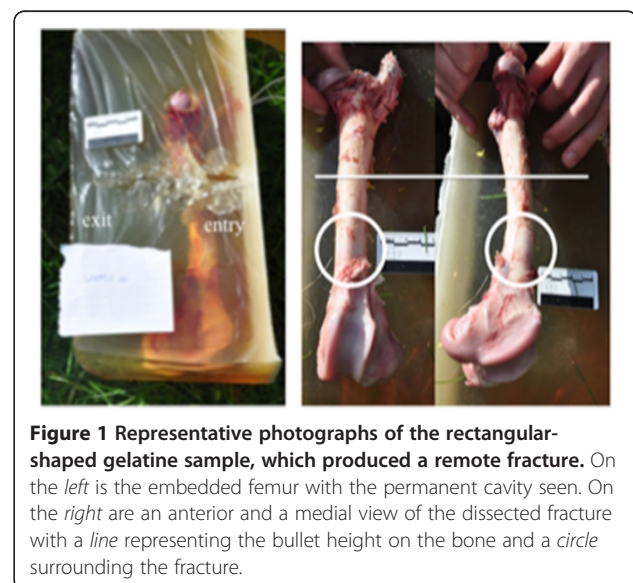 exit
entry
Figure 1 Representative photographs of the rectangular-
shaped gelatine sample, which produced a remote fracture. On
the left is the embedded femur with the permanent cavity seen. On
the right are an anterior and a medial view of the dissected fracture
with a line representing the bullet height on the bone and a circle
surrounding the fracture.